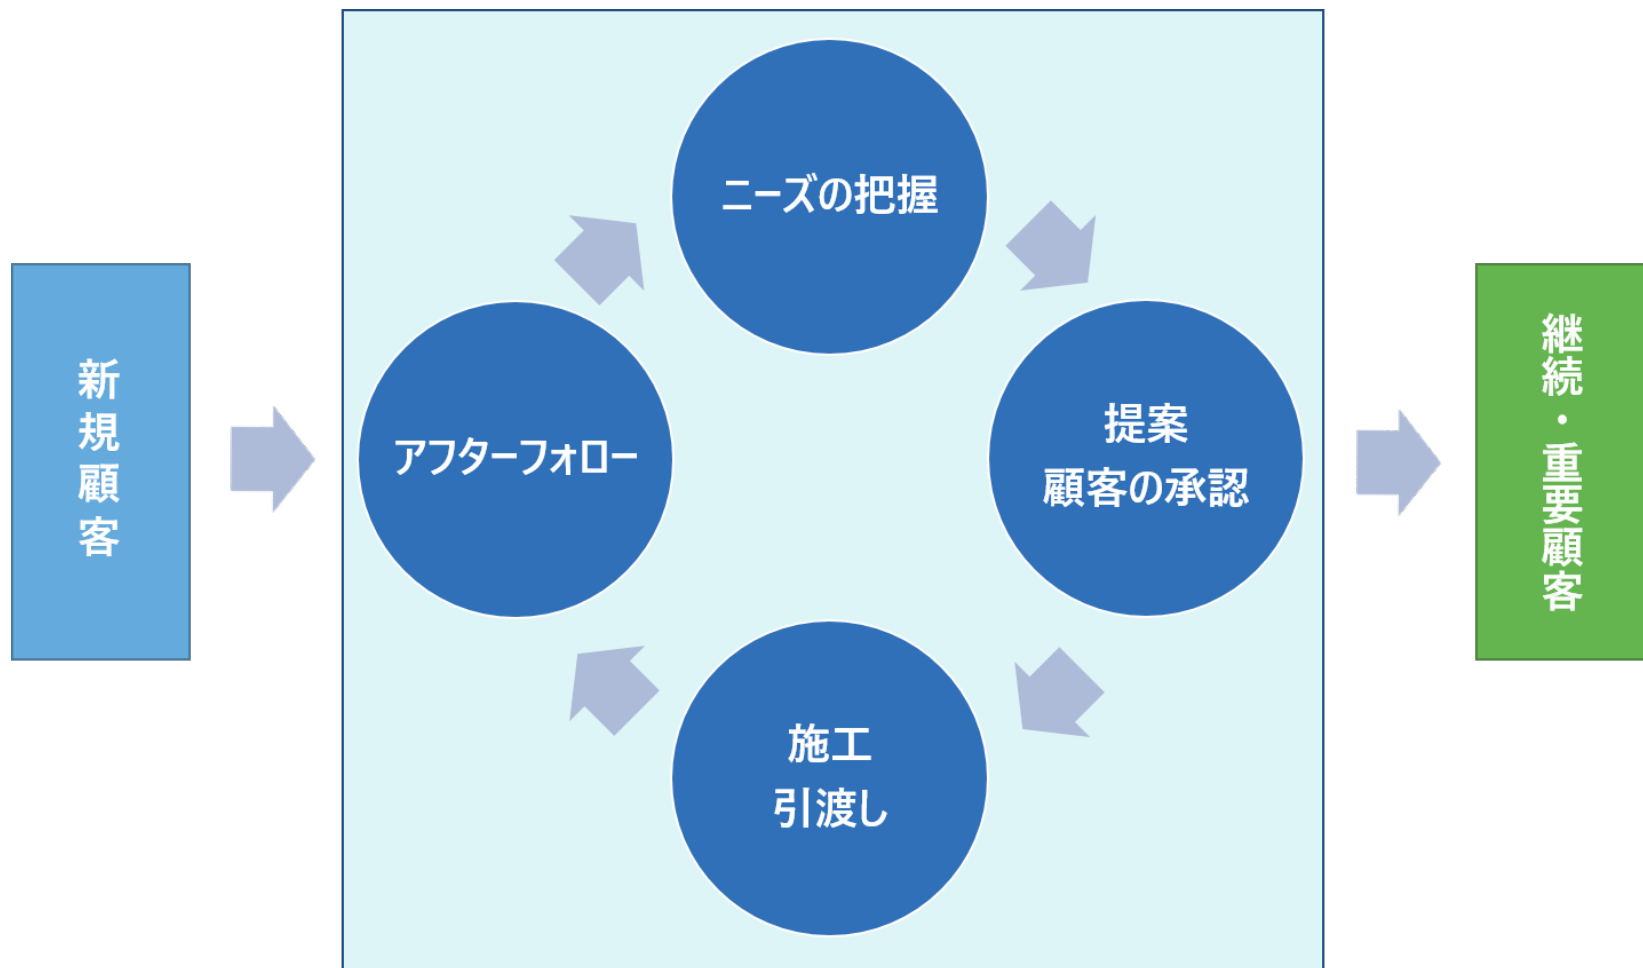 新規顧客
ニーズの把握
提案
顧客の承認
施工
引渡し
アフターフォロー
継続・重要顧客